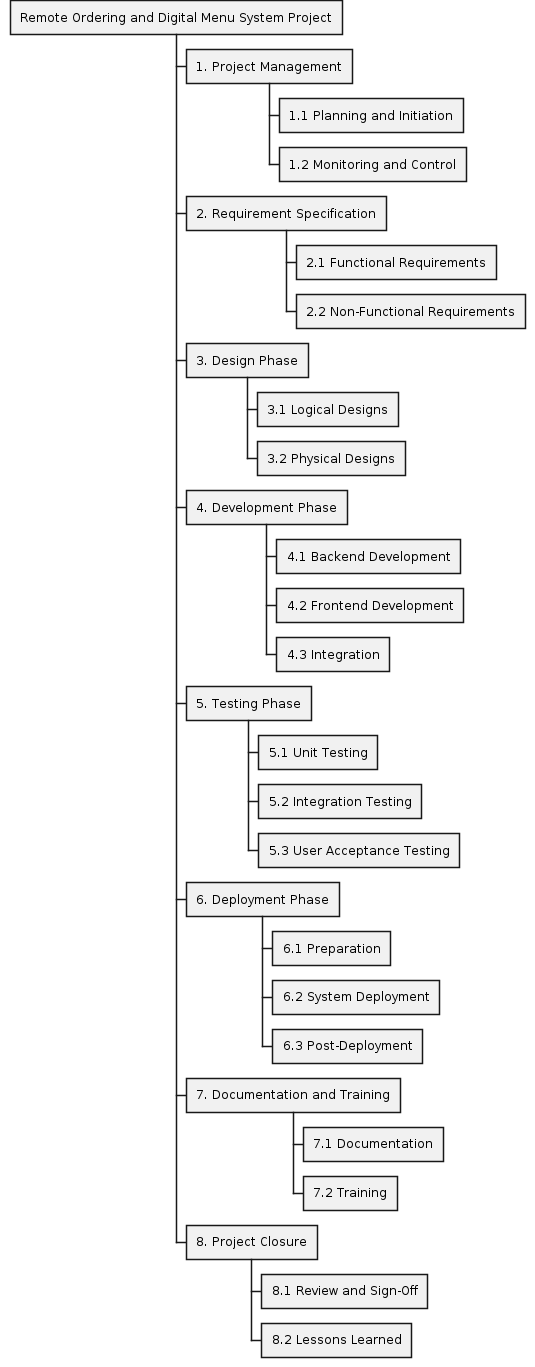 Remote Ordering and Digital Menu System Project
1. Project Management
1.1 Planning and Initiation
1.2 Monitoring and Control
2. Requirement Specification
2.1 Functional Requirements
2.2 Non-Functional Requirements
3. Design Phase
3.1 Logical Designs
3.2 Physical Designs
4. Development Phase
4.1 Backend Development
4.2 Frontend Development
4.3 Integration
5. Testing Phase
5.1 Unit Testing
5.2 Integration Testing
5.3 User Acceptance Testing
6. Deployment Phase
6.1 Preparation
6.2 System Deployment
6.3 Post-Deployment
7. Documentation and Training
7.1 Documentation
7.2 Training
8. Project Closure
8.1 Review and Sign-Off
8.2 Lessons Learned